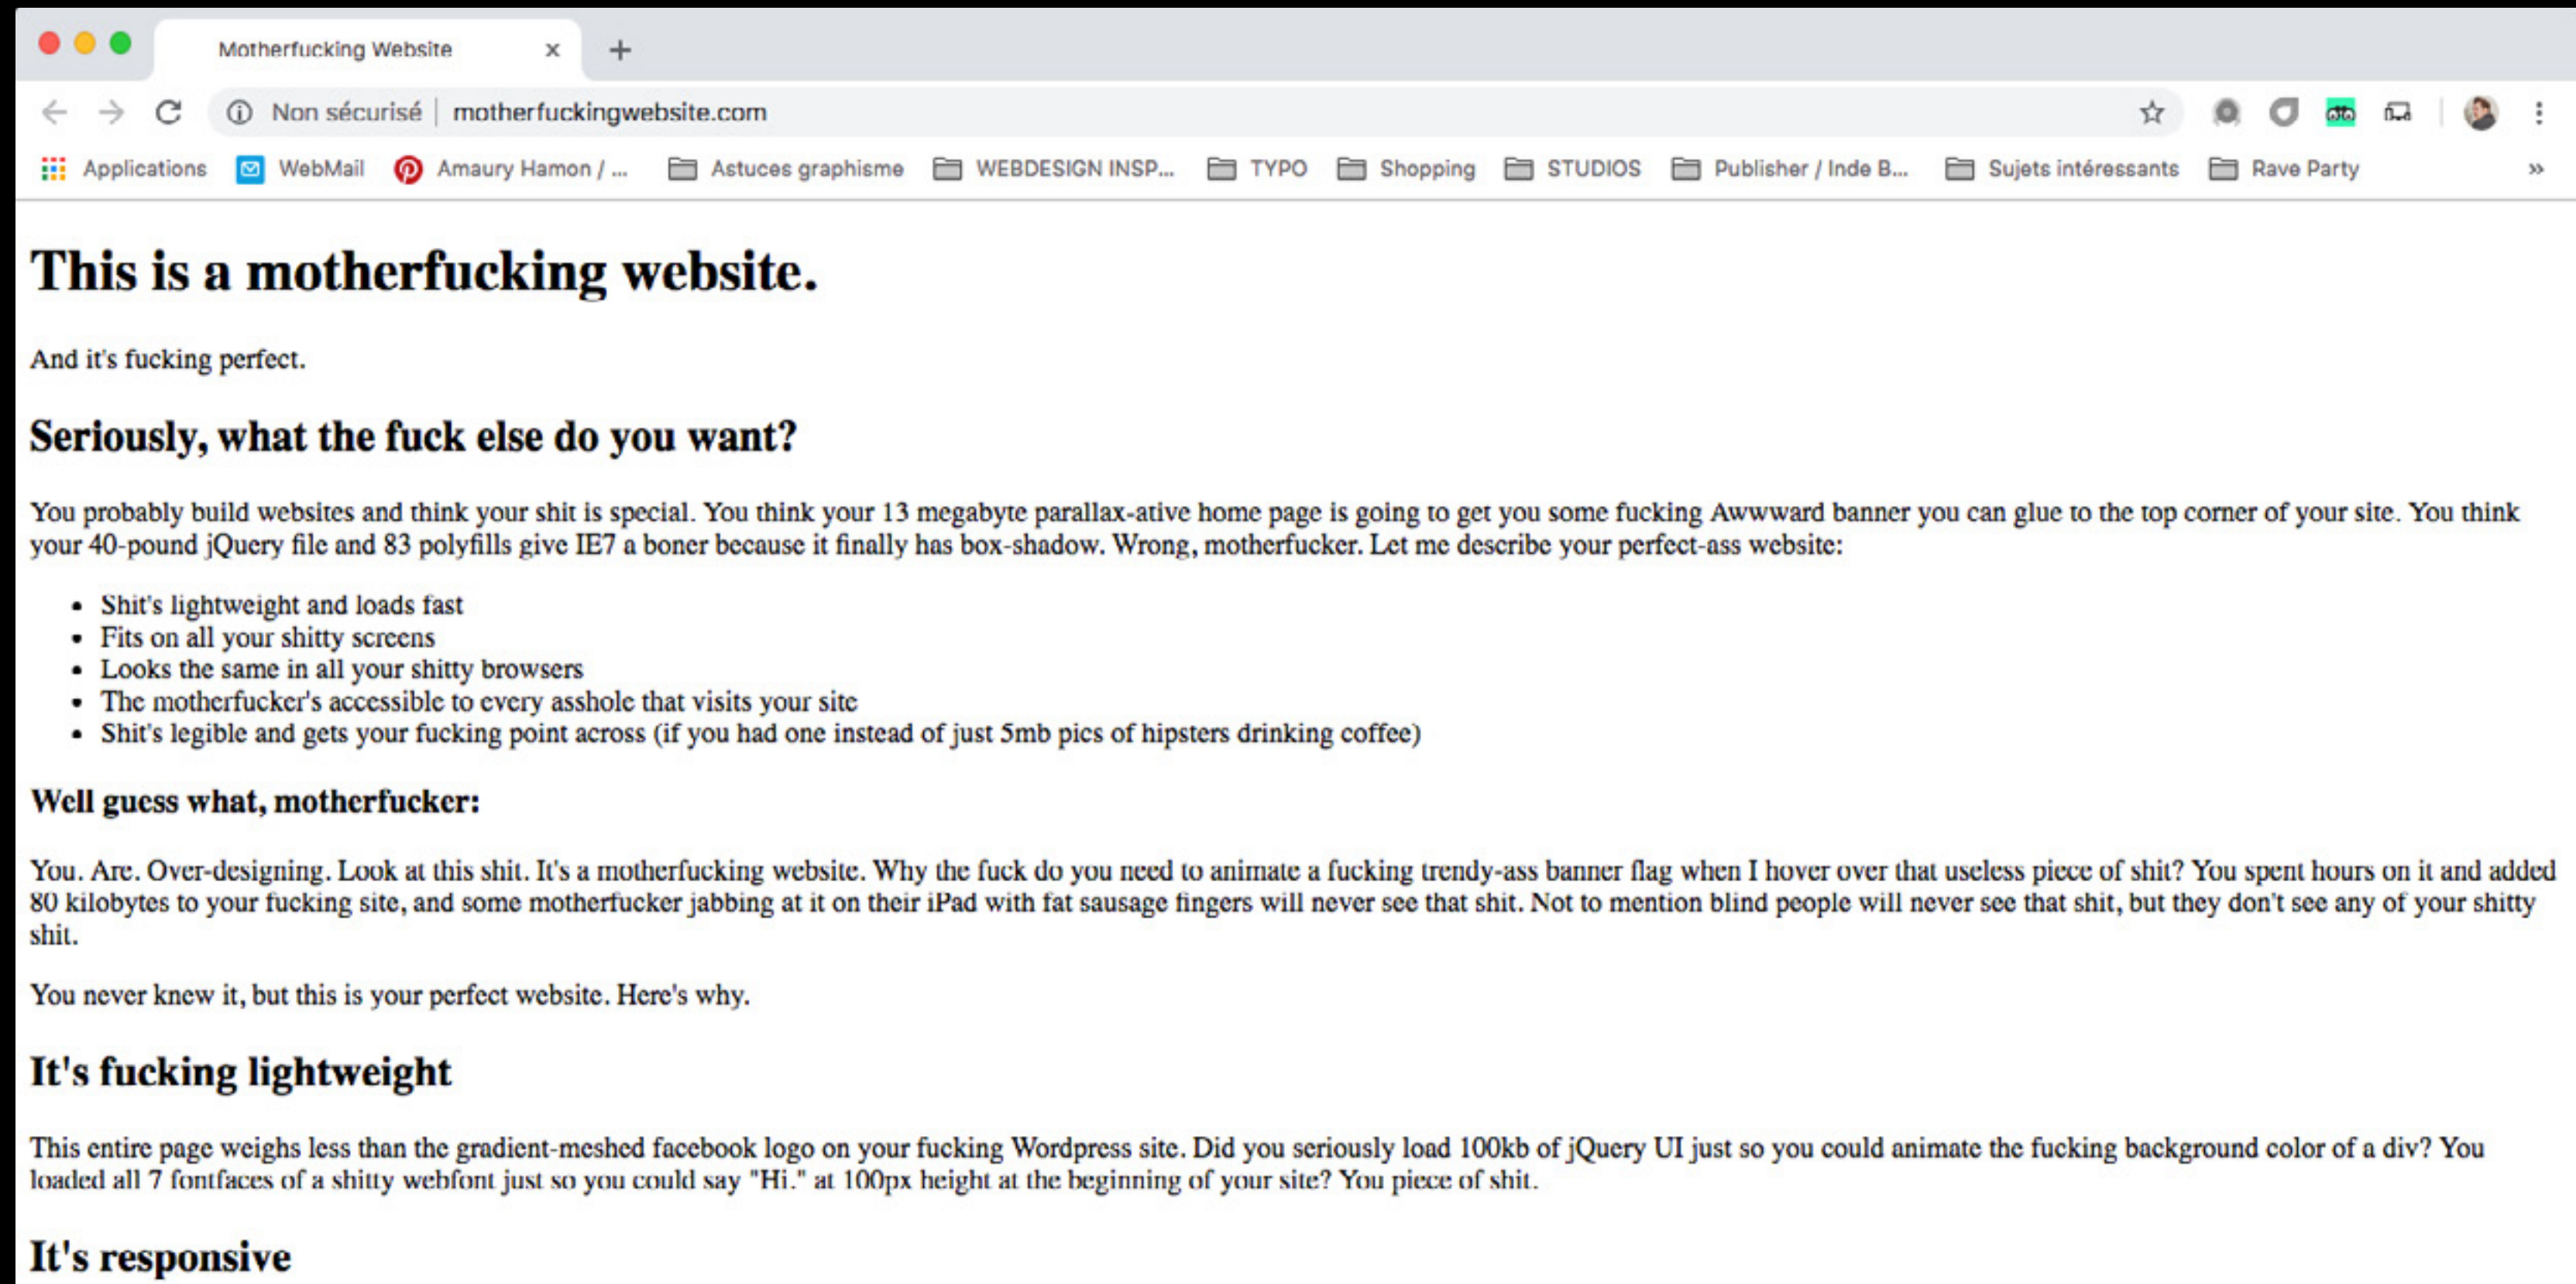 Motherfucking Website
Non sécurisé motherfuckingwebsite.com
Applications WebMail Amaury Hamon / ... Astuces graphisme WEBDESIGN INSP... TYPO Shopping STUDIOS Publisher / Inde B... Sujets intéressants Rave Party »
This is a motherfucking website.
And it's fucking perfect.
Seriously, what the fuck else do you want?
You probably build websites and think your shit is special. You think your 13 megabyte parallax-ative home page is going to get you some fucking Awwward banner you can glue to the top corner of your site. You think
your 40-pound jQuery file and 83 polyfills give IE7 a boner because it finally has box-shadow. Wrong, motherfucker. Let me describe your perfect-ass website:
• Shit's lightweight and loads fast
• Fits on all your shitty screens
• Looks the same in all your shitty browsers
• The motherfucker's accessible to every asshole that visits your site
• Shit's legible and gets your fucking point across (if you had one instead of just 5mb pics of hipsters drinking coffee)
Well guess what, motherfucker:
You. Are. Over-designing. Look at this shit. It's a motherfucking website. Why the fuck do you need to animate a fucking trendy-ass banner flag when I hover over that useless piece of shit? You spent hours on it and added
80 kilobytes to your fucking site, and some motherfucker jabbing at it on their iPad with fat sausage fingers will never see that shit. Not to mention blind people will never see that shit, but they don't see any of your shitty
shit.
You never knew it, but this is your perfect website. Here's why.
It's fucking lightweight
This entire page weighs less than the gradient-meshed facebook logo on your fucking Wordpress site. Did you seriously load 100kb of jQuery UI just so you could animate the fucking background color of a div? You
loaded all 7 fontfaces of a shitty webfont just so you could say "Hi." at 100px height at the beginning of your site? You piece of shit.
It's responsive